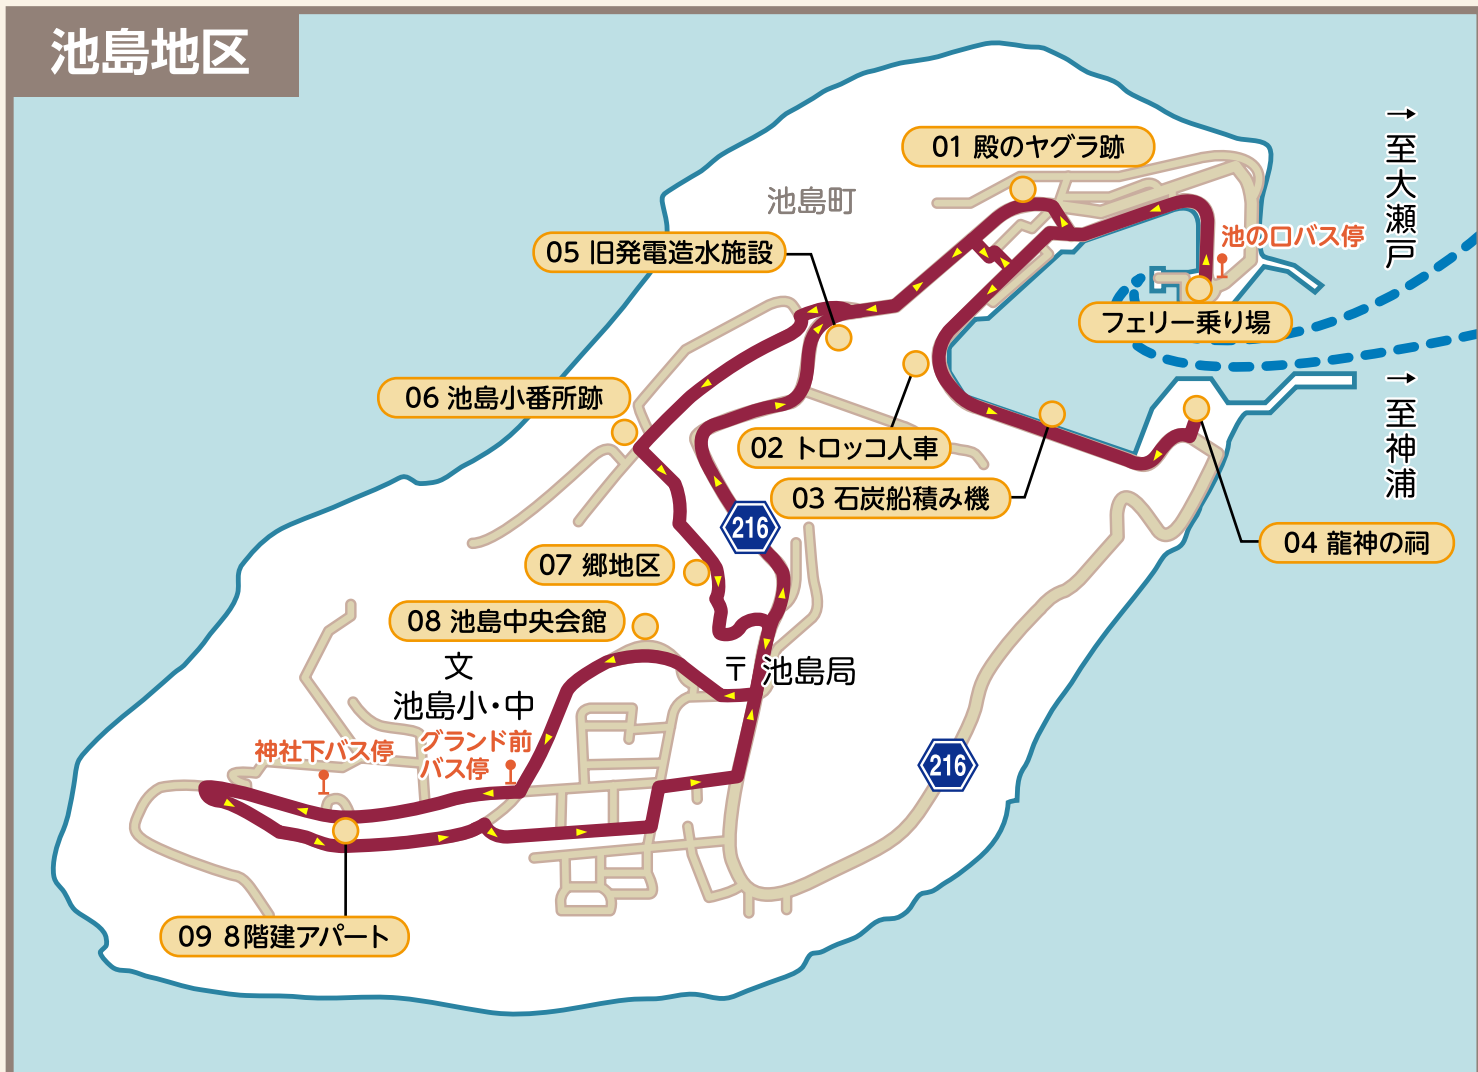 池島地区
→至大瀬戸
01 殿のヤグラ跡
池島町
池の口バス停
05 旧発電造水施設
フェリー乗り場
→至神浦
06 池島小番所跡
02 トロッコ人車
03 石炭船積み機
216
04 龍神の祠
07 郷地区
08 池島中央会館
〒 池島局
文
池島小・中
神社下バス停
グランド前
バス停
216
09 8階建アパート